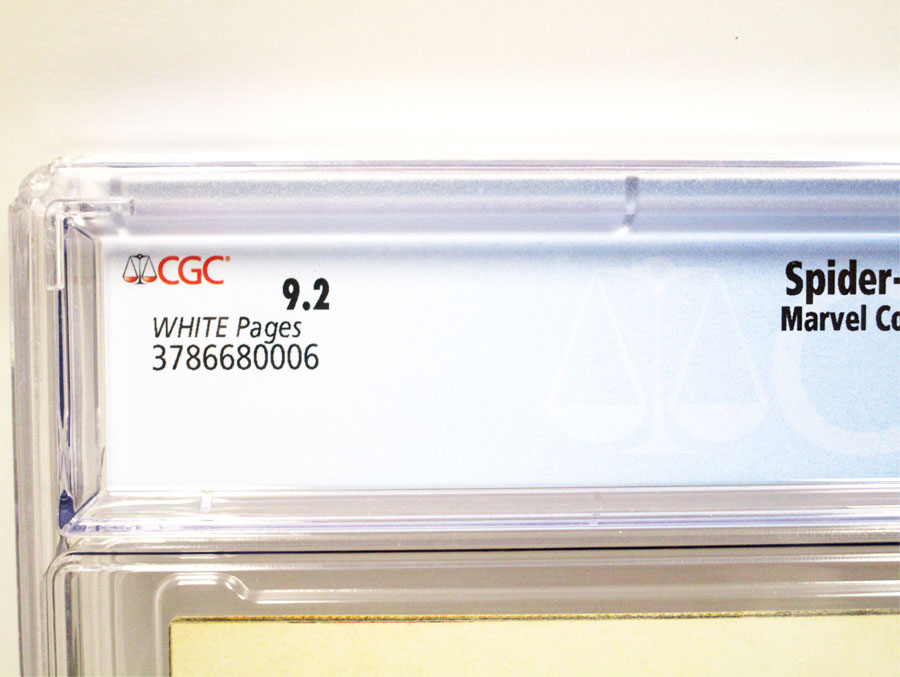 CGC
9.2
WHITE Pages
3786680006
Spider-
Marvel Co